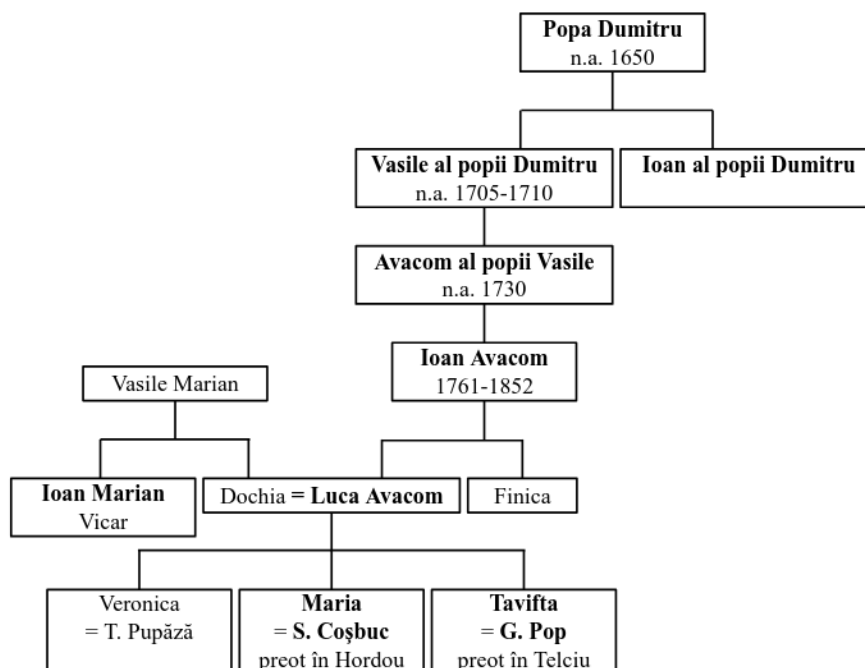 Popa Dumitru
n.a. 1650
Vasile al popii Dumitru
n.a. 1705-1710
Ioan al popii Dumitru
Avacom al popii Vasile
n.a. 1730
Ioan Avacom
1761-1852
Vasile Marian
Ioan Marian
Vicar
Dochia = Luca Avacom
Finica
Veronica
= T. Pupăză
Maria
= S. Coşbuc
preot în Hordou
Tavifta
= G. Pop
preot în Telciu